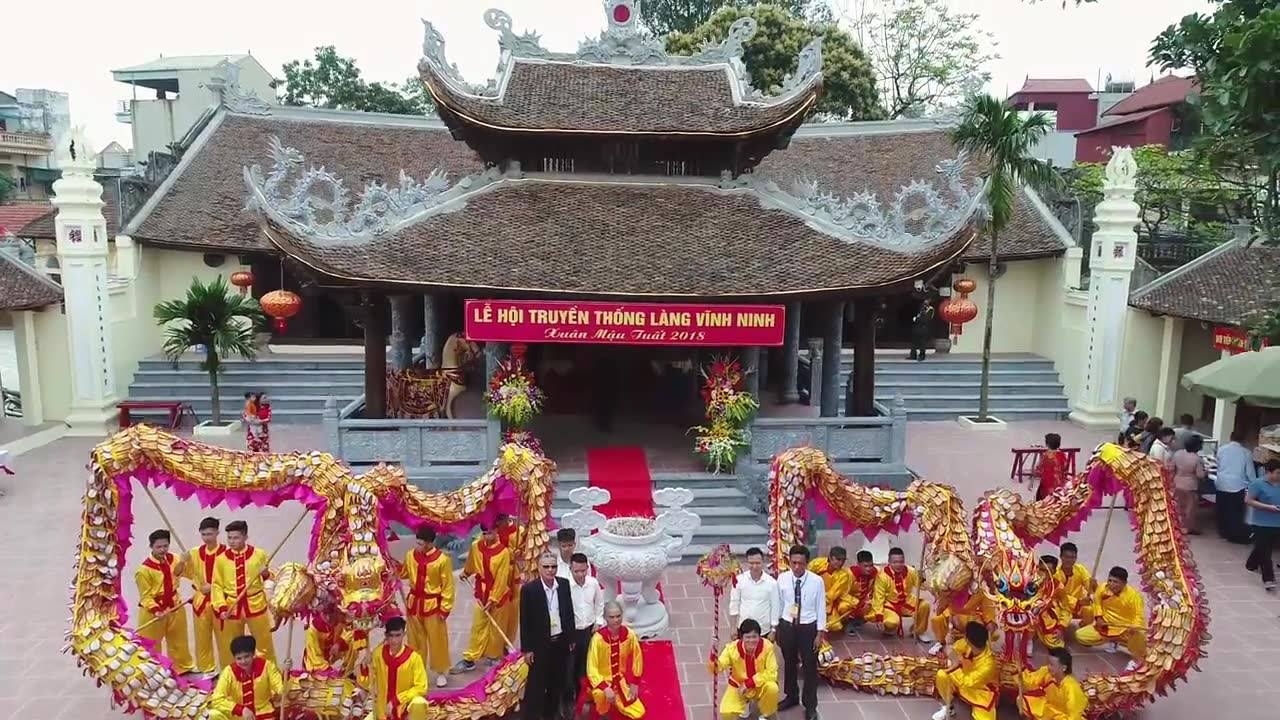 LỄ HỘI TRUYỀN THỐNG LÀNG VĨNH NINH
Xuân Mậu Tuất 2018